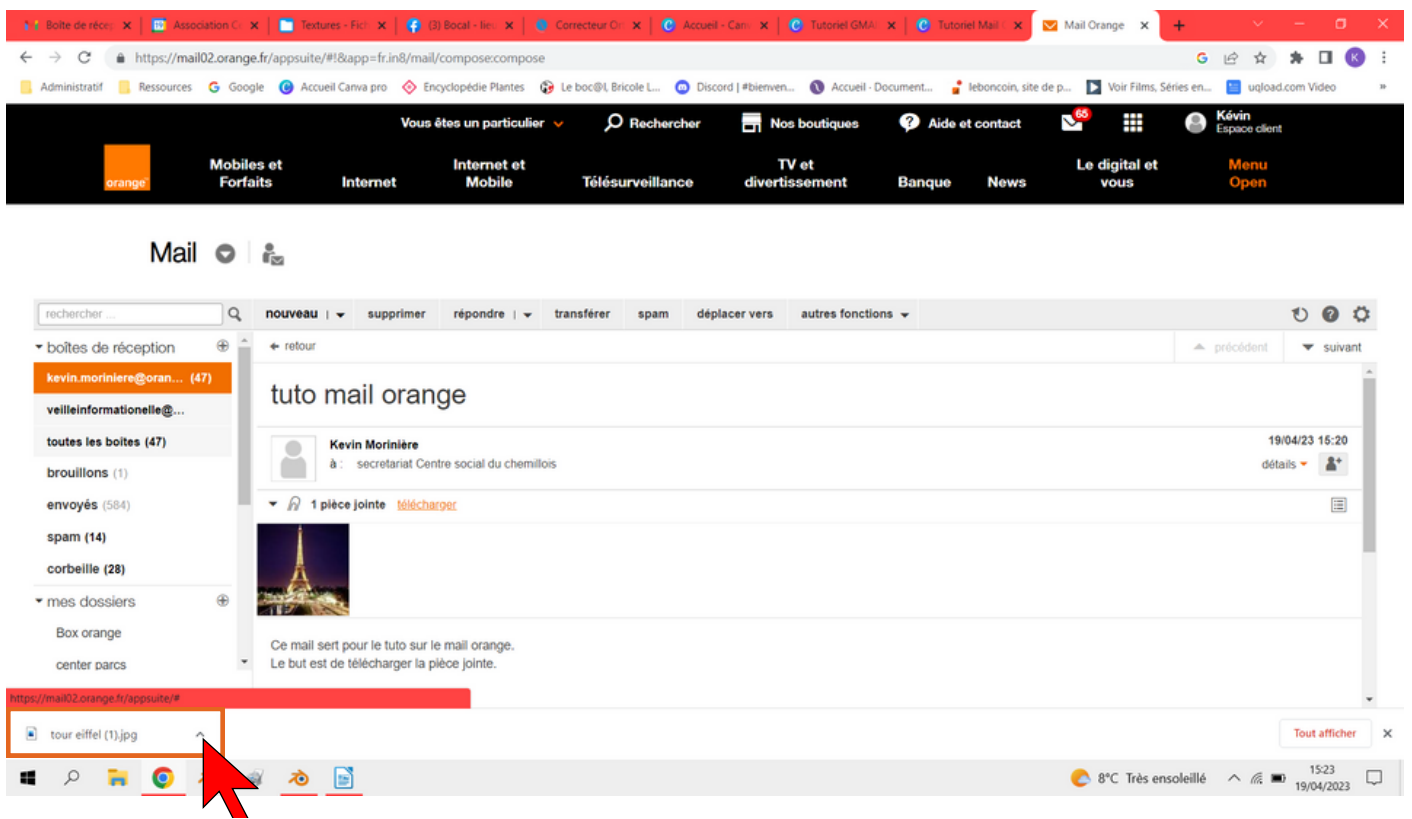 Boîte de récep
Association C
Textures - Fich
(3) Bocal - lieu
Correcteur Or
Accueil - Canv
Tutoriel GMA
Tutoriel Mail
Mail Orange
https://mail02.orange.fr/appsuite/#!&app=fr.in8/mail/compose:compose
K
Administratif
Ressources
Google
Accueil Canva pro
Encyclopédie Plantes
Le boc@L Bricole L...
Discord | #bienven...
Accueil - Document...
leboncoin, site de p...
Voir Films, Séries en...
uqload.com Video
»
Vous êtes un particulier
Rechercher
Nos boutiques
Aide et contact
65
Kévin
Espace client
orange
Mobiles et
Forfaits
Internet
Internet et
Mobile
Télésurveillance
TV et
divertissement
Banque
News
Le digital et
vous
Menu
Open
Mail
rechercher ...
nouveau
supprimer
répondre
transférer
spam
déplacer vers
autres fonctions
boîtes de réception
retour
précédent
suivant
kevin.moriniere@oran... (47)
veilleinformationelle@...
toutes les boites (47)
brouillons (1)
envoyés (584)
spam (14)
corbeille (28)
mes dossiers
Box orange
center parcs
tuto mail orange
Kevin Morinière
19/04/23 15:20
à : secretariat Centre social du chemillois
détails
1 pièce jointe télécharger
Ce mail sert pour le tuto sur le mail orange.
Le but est de télécharger la pièce jointe.
https://mail02.orange.fr/appsuite/#
tour eiffel (1).jpg
Tout afficher
8°C Très ensoleillé
15:23
19/04/2023